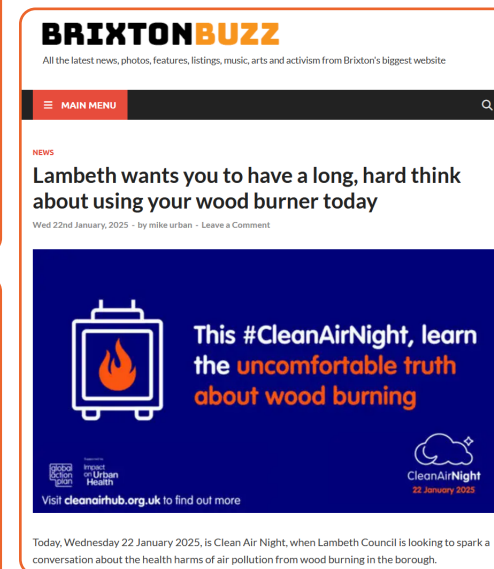 BRIXTONBUZZ
All the latest news, photos, features, listings, music, arts and activism from Brixton's biggest website
MAIN MENU
NEWS
Lambeth wants you to have a long, hard think
about using your wood burner today
Wed 22nd January, 2025 - by mike urban - Leave a Comment
This #CleanAirNight, learn
the uncomfortable truth
about wood burning
global
action
plan
Supported by
Impact
on Urban
Health
CleanAirNight
22 January 2025
Visit cleanairhub.org.uk to find out more
Today, Wednesday 22 January 2025, is Clean Air Night, when Lambeth Council is looking to spark a
conversation about the health harms of air pollution from wood burning in the borough.